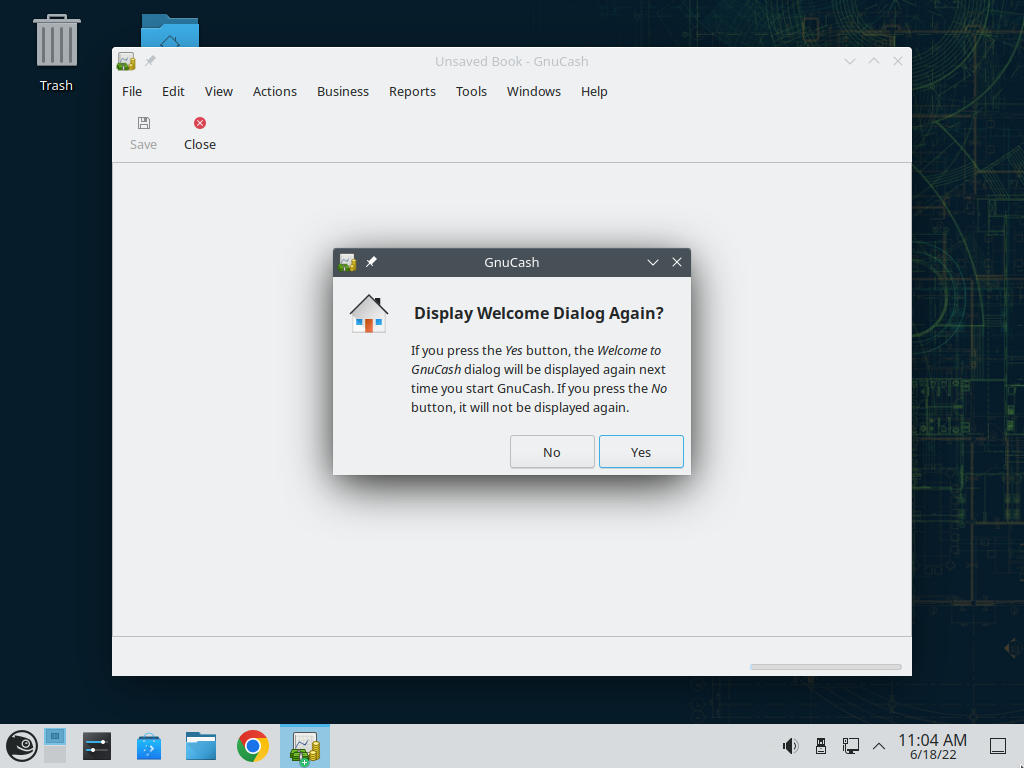 Trash
Unsaved Book - GnuCash
File Edit View Actions Business Reports Tools Windows Help
Save Close
GnuCash
Display Welcome Dialog Again?
If you press the Yes button, the Welcome to
GnuCash dialog will be displayed again next
time you start GnuCash. If you press the No
button, it will not be displayed again.
No Yes
11:04 AM
6/18/22